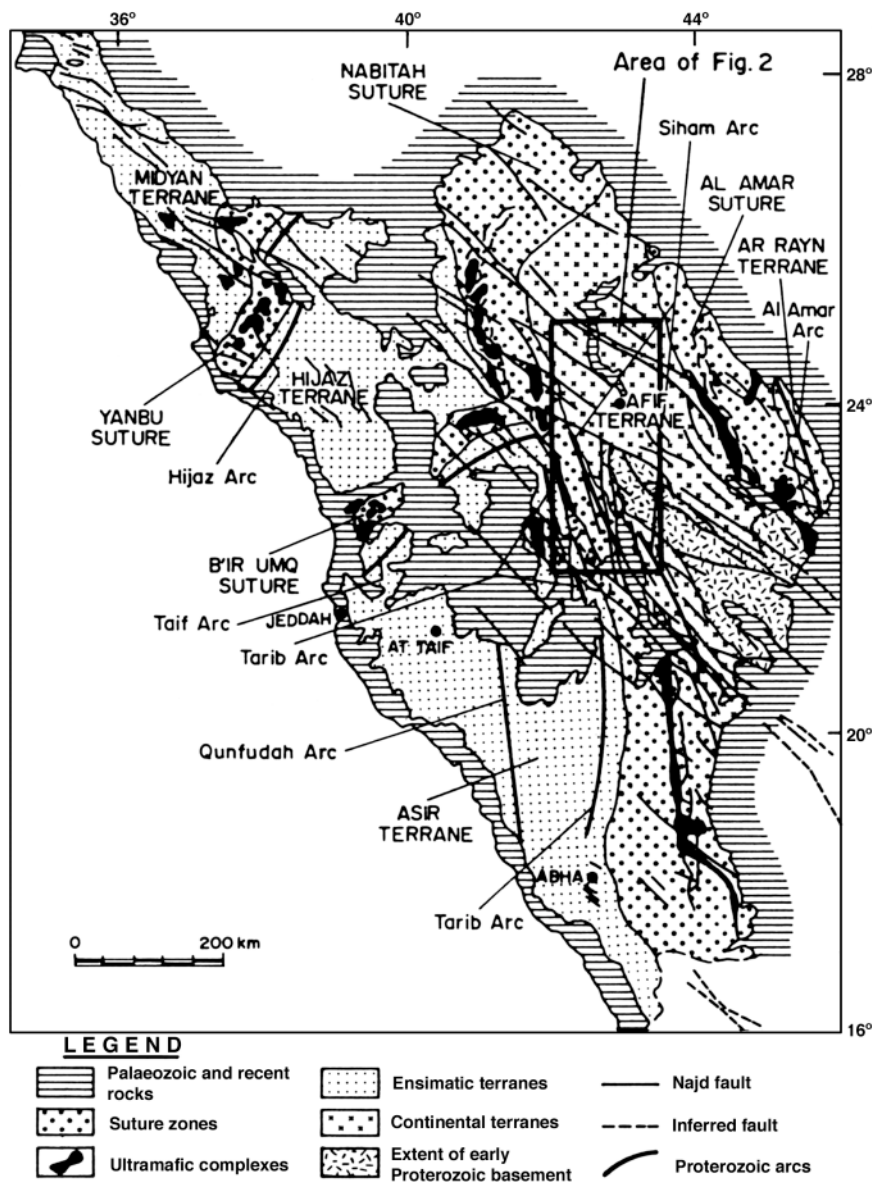 36°
40°
44°
NABITAH
SUTURE
Area of Fig. 2
28°
Siham Arc
MIDYAN
TERRANE
AL AMAR
SUTURE
AR RAYN
TERRANE
Al Amar
Arc
HIJAZ
TERRANE
AFIF
TERRANE
24°
YANBU
SUTURE
Hijaz Arc
B'IR UMQ
SUTURE
Taif Arc
JEDDAH
AT TAIF
Tarib Arc
Qunfudah Arc
20°
ASIR
TERRANE
ABHA
Tarib Arc
0 200
km
16°
LEGEND
Palaeozoic and recent
rocks
Ensimatic terranes
Najd fault
Suture zones
Continental terranes
Inferred fault
Ultramafic complexes
Extent of early
Proterozoic basement
Proterozoic arcs